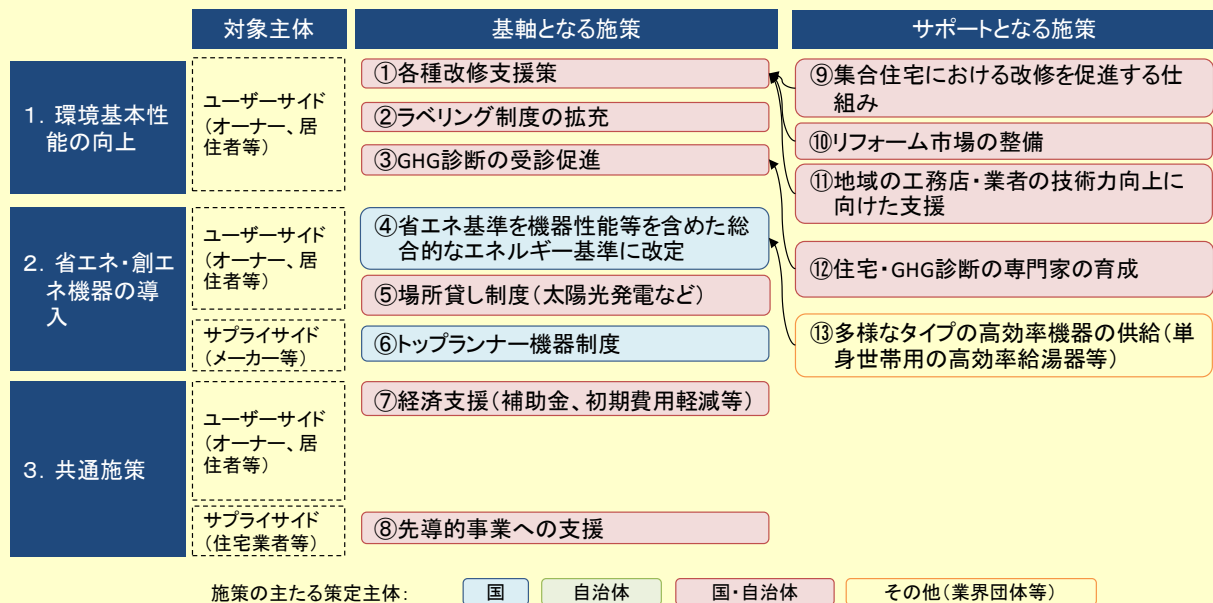 対象主体
基軸となる施策
サポートとなる施策
1．環境基本性
能の向上
ユーザーサイド
(オーナー、居
住者等)
①各種改修支援策
②ラベリング制度の拡充
③GHG診断の受診促進
⑨集合住宅における改修を促進する仕
組み
⑩リフォーム市場の整備
⑪地域の工務店・業者の技術力向上に
向けた支援
2．省エネ・創エ
ネ機器の導
入
ユーザーサイド
(オーナー、居
住者等)
④省エネ基準を機器性能等を含めた総
合的なエネルギー基準に改定
⑤場所貸し制度(太陽光発電など)
⑫住宅・GHG診断の専門家の育成
サプライサイド
(メーカー等)
⑥トップランナー機器制度
⑬多様なタイプの高効率機器の供給(単
身世帯用の高効率給湯器等)
3．共通施策
ユーザーサイド
(オーナー、居
住者等)
⑦経済支援(補助金、初期費用軽減等)
サプライサイド
(住宅業者等)
⑧先導的事業への支援
施策の主たる策定主体：
国
自治体
国・自治体
その他(業界団体等)